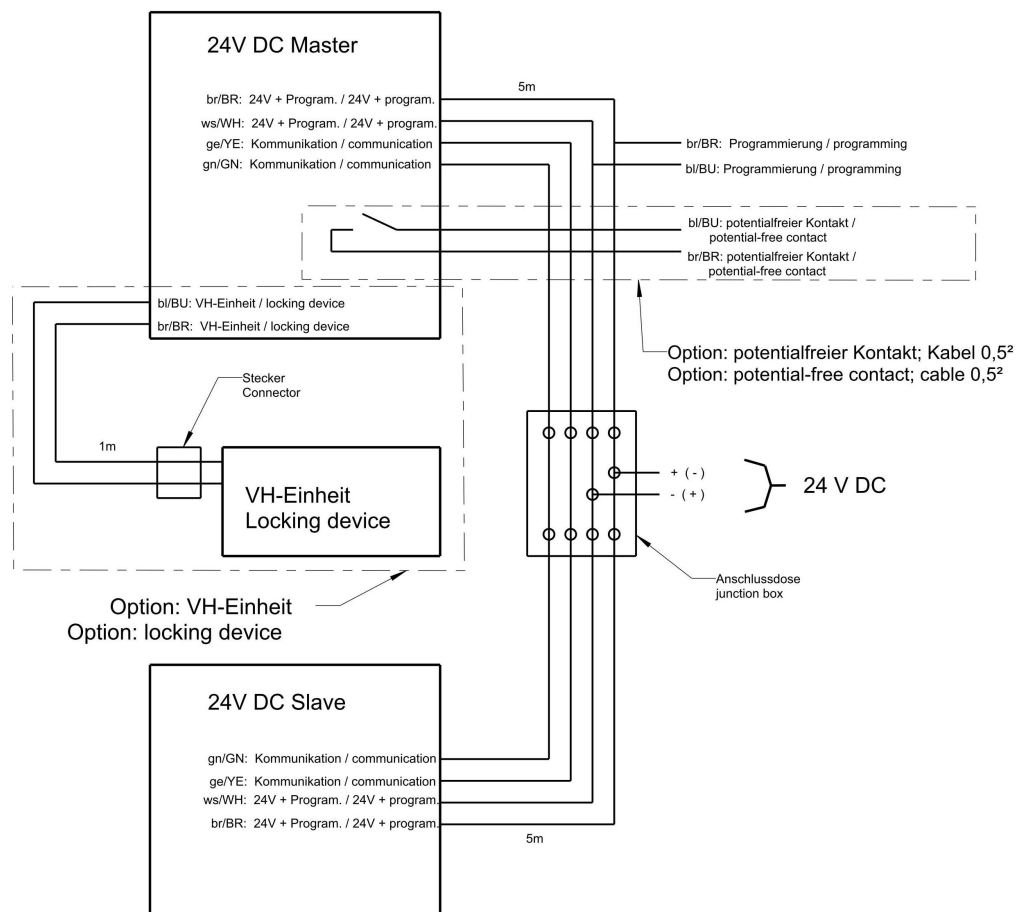 24V DC Master
br/BR: 24V + Program. / 24V + program.
ws/WH: 24V + Program. / 24V + program.
ge/YE: Kommunikation / communication
gn/GN: Kommunikation / communication
5m
br/BR: Programmierung / programming
bl/BU: Programmierung / programming
bl/BU: potentialfreier Kontakt /
potential-free contact
br/BR: potentialfreier Kontakt /
potential-free contact
bl/BU: VH-Einheit / locking device
br/BR: VH-Einheit / locking device
Option: potentialfreier Kontakt; Kabel 0,5²
Option: potential-free contact; cable 0,5²
Stecker
Connector
1m
VH-Einheit
Locking device
+ ( - )
- ( + )
24 V DC
Anschlussdose
junction box
Option: VH-Einheit
Option: locking device
24V DC Slave
gn/GN: Kommunikation / communication
ge/YE: Kommunikation / communication
ws/WH: 24V + Program. / 24V + program.
br/BR: 24V + Program. / 24V + program.
5m